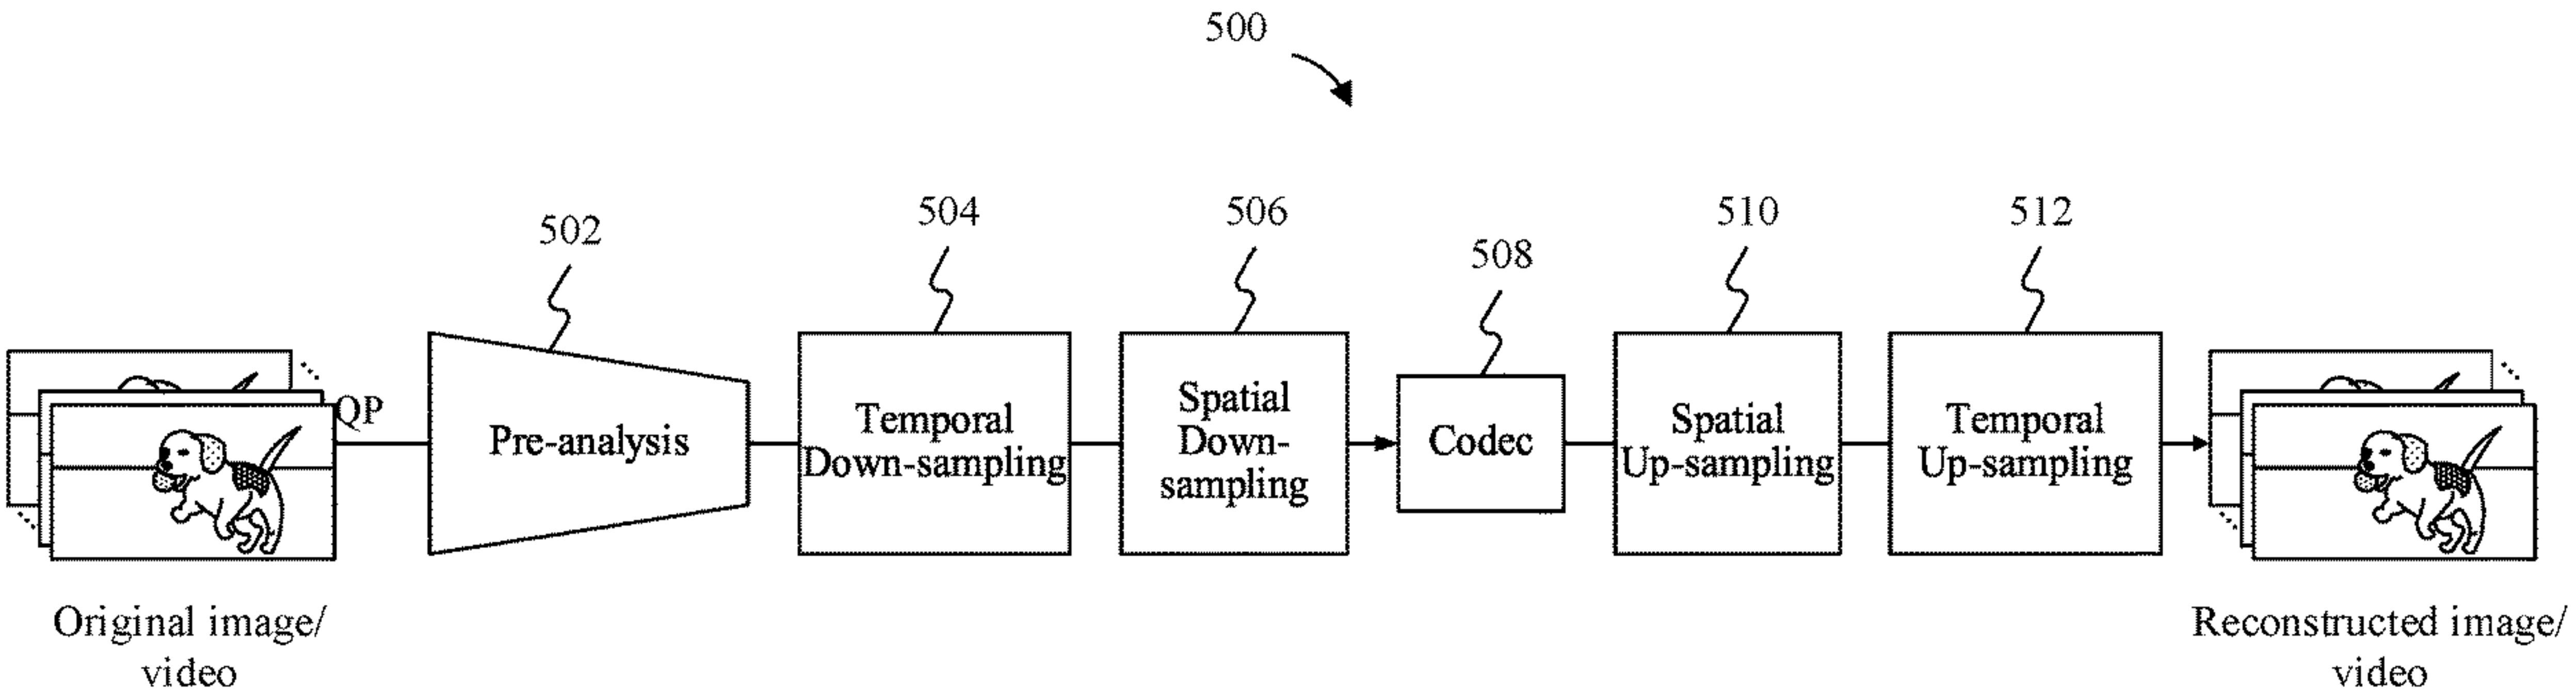 500
502
504
506
508
510
512
QP
Pre-analysis
Temporal
Down-sampling
Spatial
Down-
sampling
Codec
Spatial
Up-sampling
Temporal
Up-sampling
Original image/
video
Reconstructed image/
video